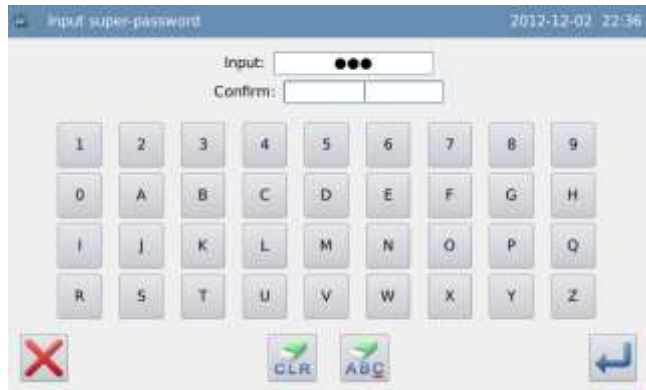 Input super-password 2012-12-02 22:36
Input: ●●●
Confirm:
1 2 3 4 5 6 7 8 9
0 A B C D E F G H
I J K L M N O P Q
R S T U V W X Y Z
CLR ABC